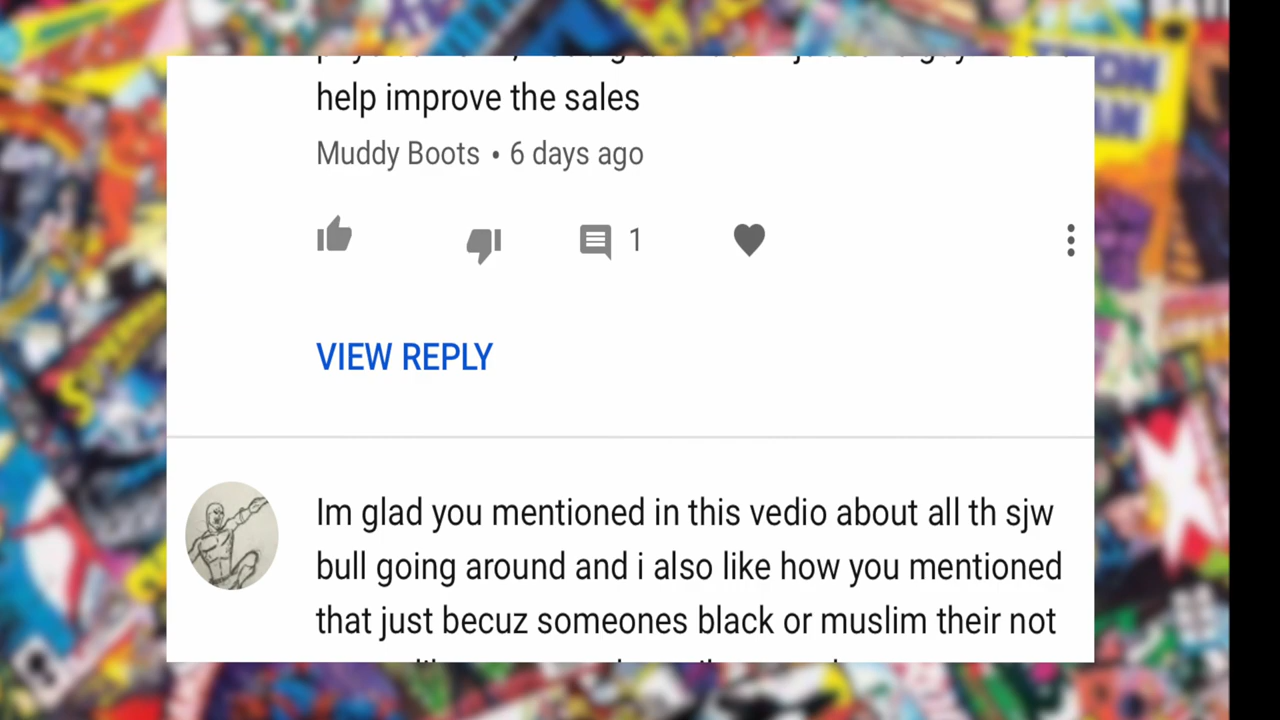 help improve the sales
Muddy Boots • 6 days ago
1
VIEW REPLY
Im glad you mentioned in this vedio about all th sjw
bull going around and i also like how you mentioned
that just becuz someones black or muslim their not